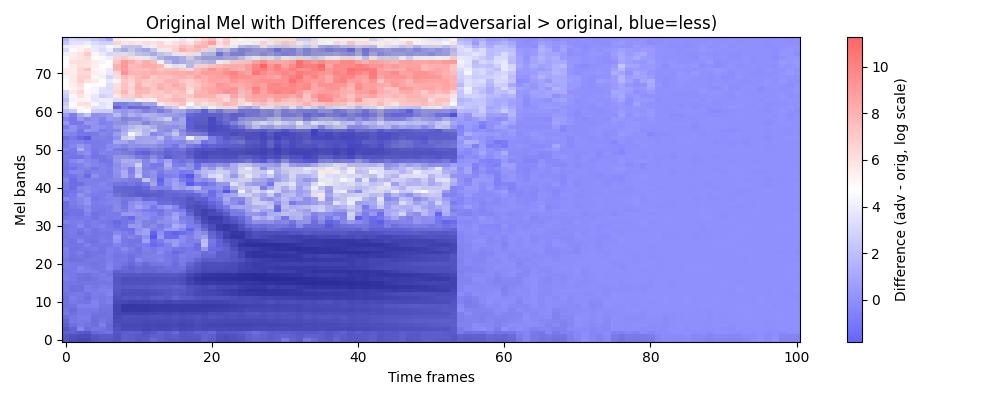 Original Mel with Differences (red=adversarial > original, blue=less)
Mel bands
70
60
50
40
30
20
10
0
0 20 40 60 80 100
Time frames
10
8
6
4
2
0
Difference (adv - orig, log scale)